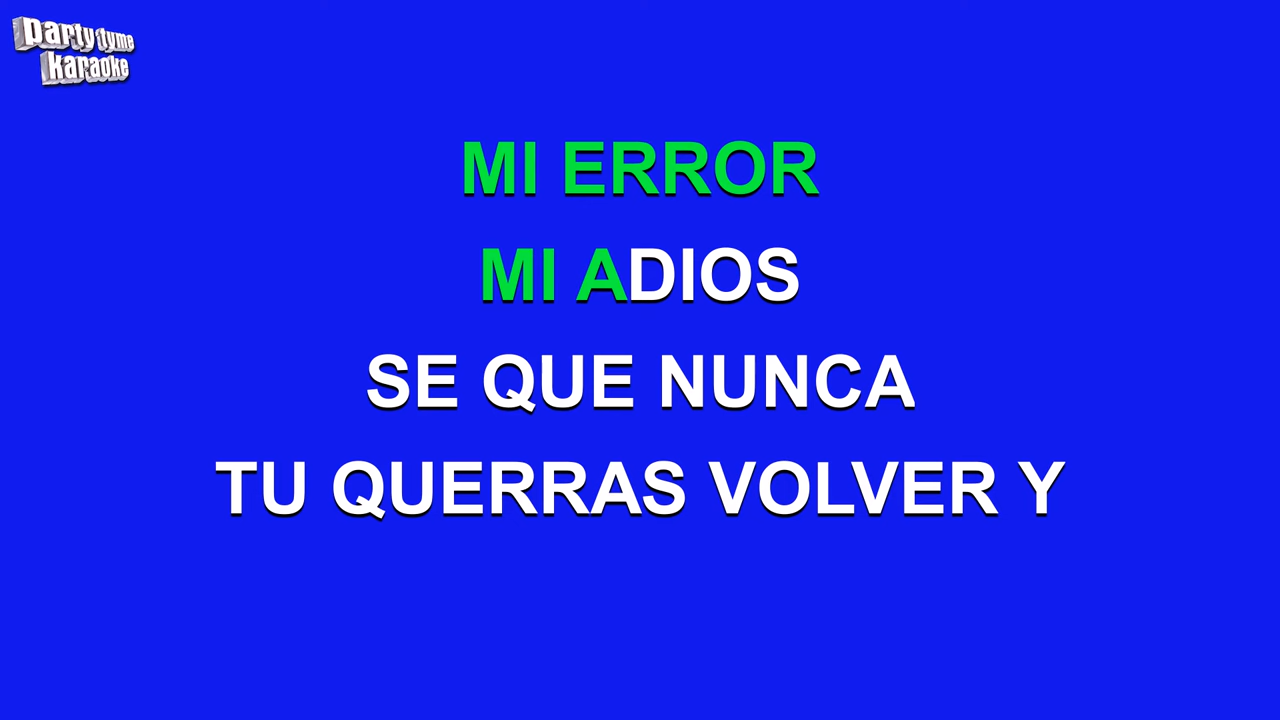 party tyme
karaoke
MI ERROR
MI ADIOS
SE QUE NUNCA
TU QUERRAS VOLVER Y